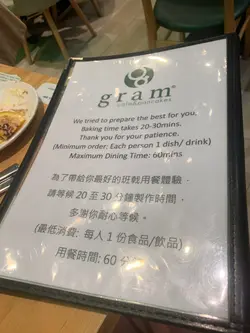 gram
café&pancakes
We tried to prepare the best for you.
Baking time takes 20-30mins.
Thank you for your patience.
(Minimum order: Each person 1 dish/ drink)
Maximum Dining Time: 60mins
為了帶給你最好的班戟用餐體驗，
請等候 20 至 30 分鐘製作時間，
多謝你耐心等候。
(最低消費: 每人 1 份食品/飲品)
用餐時間: 60 分